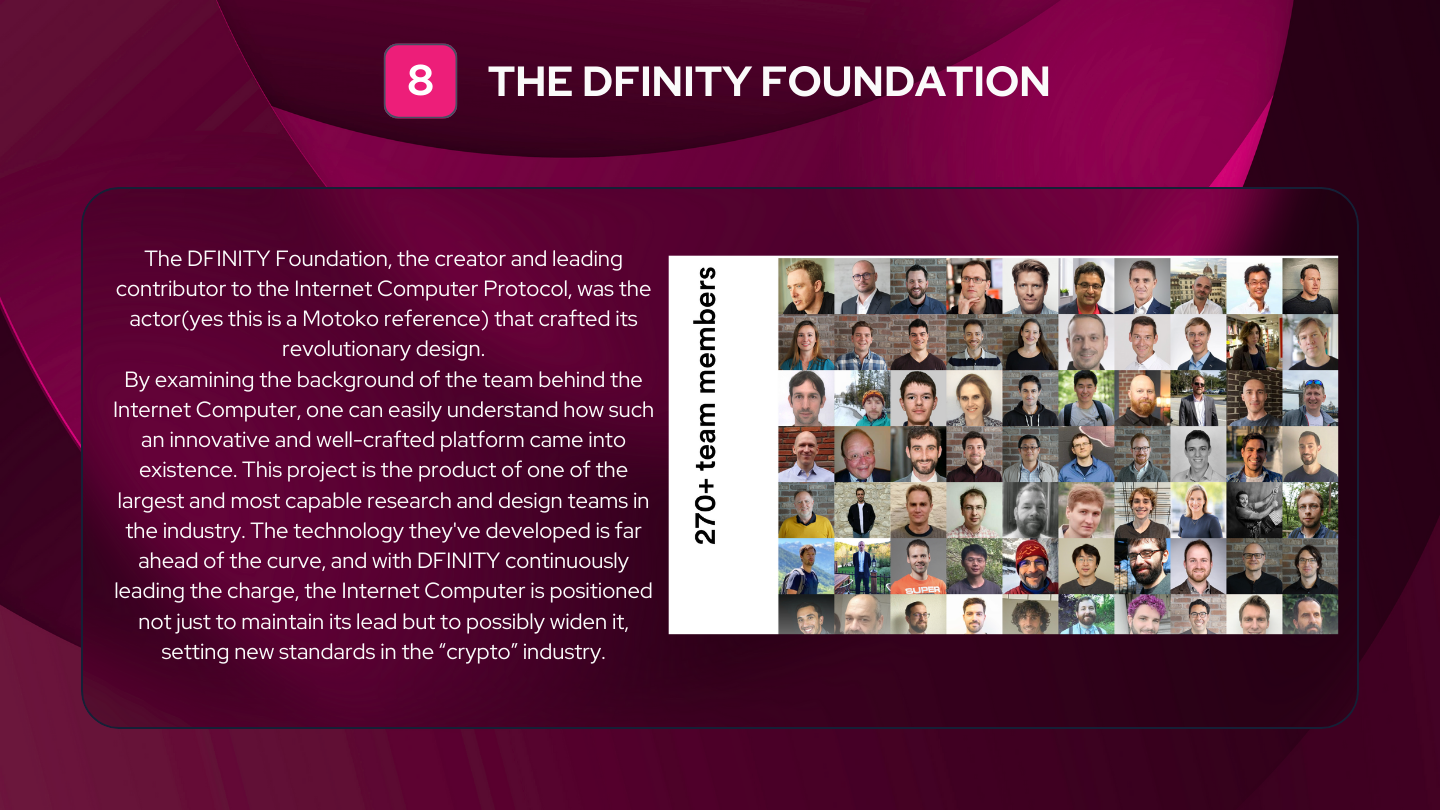 8
THE DFINITY FOUNDATION
The DFINITY Foundation, the creator and leading
contributor to the Internet Computer Protocol, was the
actor(yes this is a Motoko reference) that crafted its
revolutionary design.
By examining the background of the team behind the
Internet Computer, one can easily understand how such
an innovative and well-crafted platform came into
existence. This project is the product of one of the
largest and most capable research and design teams in
the industry. The technology they've developed is far
ahead of the curve, and with DFINITY continuously
leading the charge, the Internet Computer is positioned
not just to maintain its lead but to possibly widen it,
setting new standards in the “crypto” industry.
270+ team members
SUPER